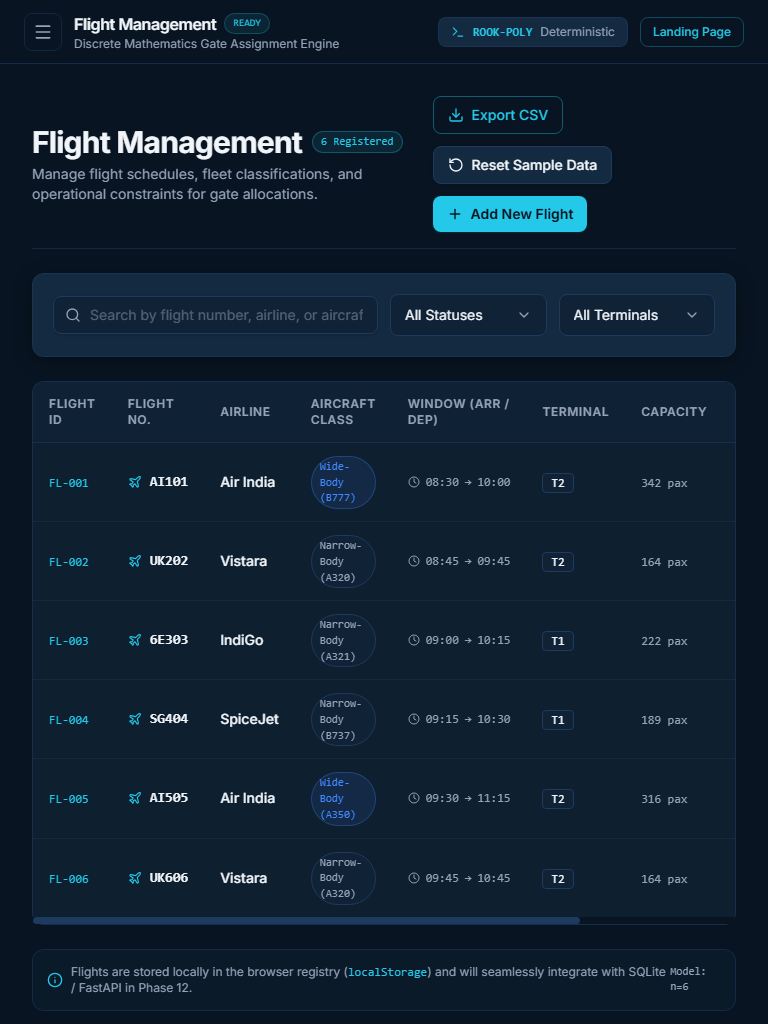 Flight Management READY
Discrete Mathematics Gate Assignment Engine
ROOK-POLY Deterministic
Landing Page
Flight Management 6 Registered
Manage flight schedules, fleet classifications, and
operational constraints for gate allocations.
Export CSV
Reset Sample Data
Add New Flight
Search by flight number, airline, or aircraf
All Statuses
All Terminals
FLIGHT
ID
FLIGHT
NO.
AIRLINE
AIRCRAFT
CLASS
WINDOW (ARR /
DEP)
TERMINAL
CAPACITY
FL-001
AI101
Air India
Wide-
Body
(B777)
08:30 → 10:00
T2
342 pax
FL-002
UK202
Vistara
Narrow-
Body
(A320)
08:45 → 09:45
T2
164 pax
FL-003
6E303
IndiGo
Narrow-
Body
(A321)
09:00 → 10:15
T1
222 pax
FL-004
SG404
SpiceJet
Narrow-
Body
(B737)
09:15 → 10:30
T1
189 pax
FL-005
AI505
Air India
Wide-
Body
(A350)
09:30 → 11:15
T2
316 pax
FL-006
UK606
Vistara
Narrow-
Body
(A320)
09:45 → 10:45
T2
164 pax
Flights are stored locally in the browser registry (localStorage) and will seamlessly integrate with SQLite
/ FastAPI in Phase 12.
Model:
n=6